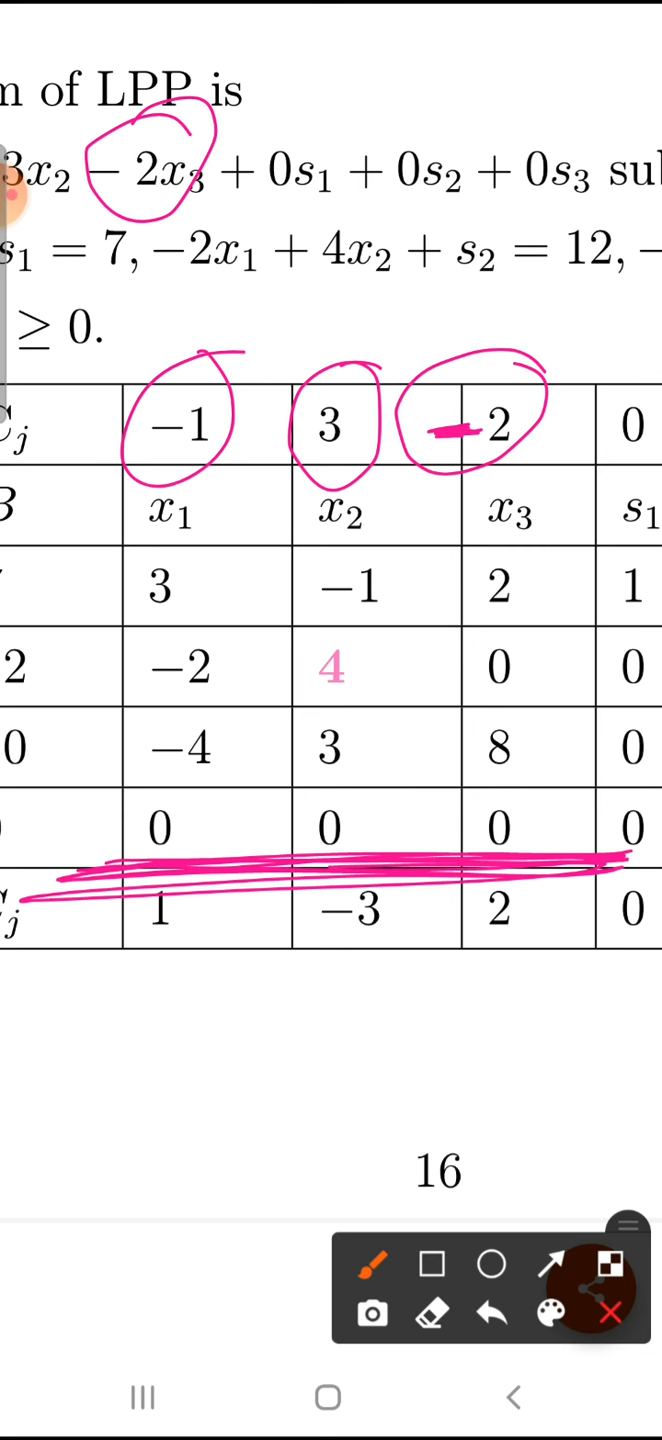 m of LPP is
3x₂ − 2x₃ + 0s₁ + 0s₂ + 0s₃ su
s₁ = 7, −2x₁ + 4x₂ + s₂ = 12, −
≥ 0.
j −1 3 −2 0
B x₁ x₂ x₃ s₁
3 −1 2 1
2 −2 4 0 0
0 −4 3 8 0
0 0 0 0
j 1 −3 2 0
16